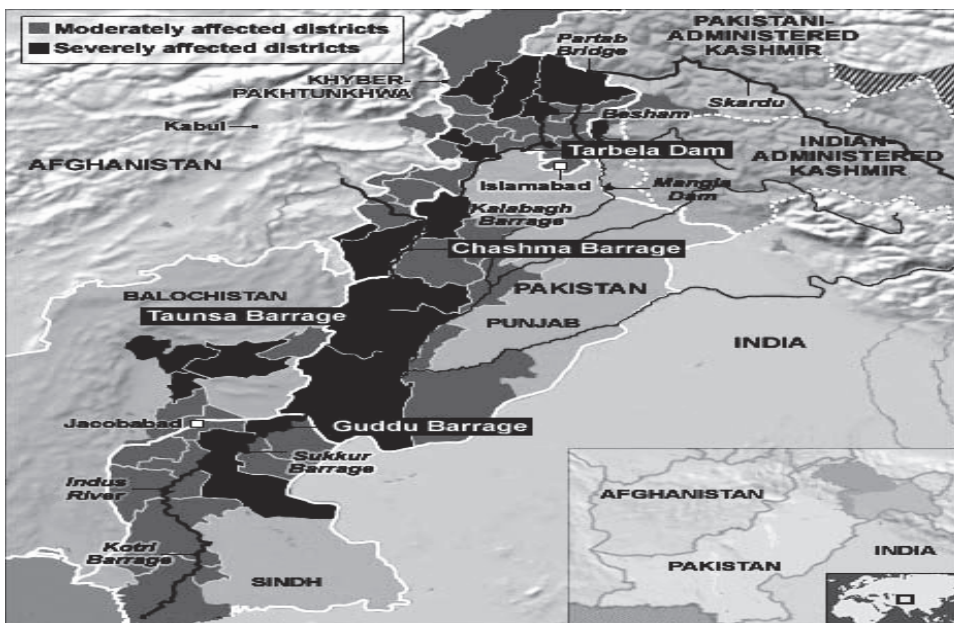 Moderately affected districts
Severely affected districts
PAKISTANI-
ADMINISTERED
KASHMIR
Partab
Bridge
KHYBER-
PAKHTUNKHWA
Skardu
Kabul
Besham
AFGHANISTAN
Tarbela Dam
INDIAN-
ADMINISTERED
KASHMIR
Islamabad
Mangla
Dam
Kalabagh
Barrage
Chashma Barrage
BALOCHISTAN
PAKISTAN
Taunsa Barrage
PUNJAB
INDIA
Jacobabad
Guddu Barrage
Sukkur
Barrage
Indus
River
Kotri
Barrage
SINDH
AFGHANISTAN
PAKISTAN
INDIA